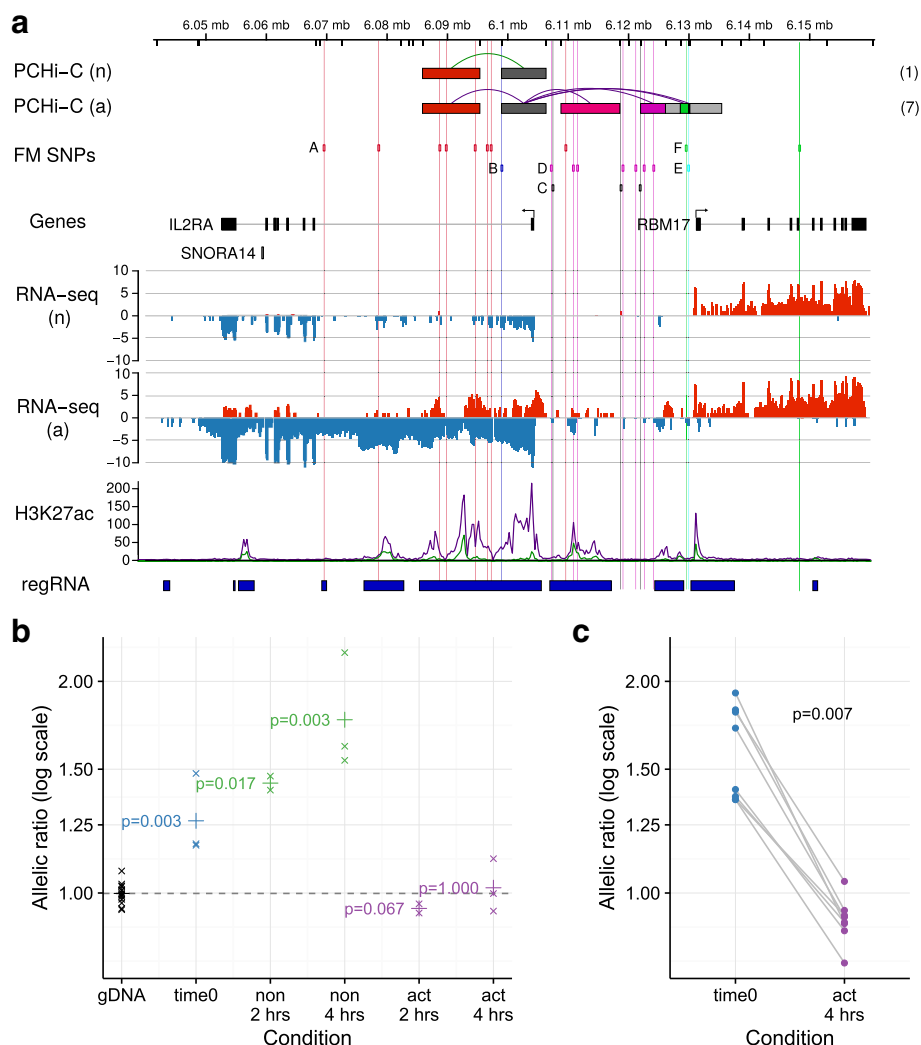 a
6.05 mb 6.06 mb 6.07 mb 6.08 mb 6.09 mb 6.1 mb 6.11 mb 6.12 mb 6.13 mb 6.14 mb 6.15 mb
PCHi-C (n) (1)
PCHi-C (a) (7)
FM SNPs A F
B D E
C
Genes IL2RA RBM17
SNORA14
RNA-seq (n)
10
5
0
-5
-10
RNA-seq (a)
10
5
0
-5
-10
H3K27ac
200
150
100
50
0
regRNA
b
Allelic ratio (log scale)
2.00
1.50
1.25
1.00
p=0.003
p=0.017
p=0.003
p=0.067
p=1.000
gDNA time0 non 2 hrs non 4 hrs act 2 hrs act 4 hrs
Condition
c
Allelic ratio (log scale)
2.00
1.50
1.25
1.00
p=0.007
time0 act 4 hrs
Condition